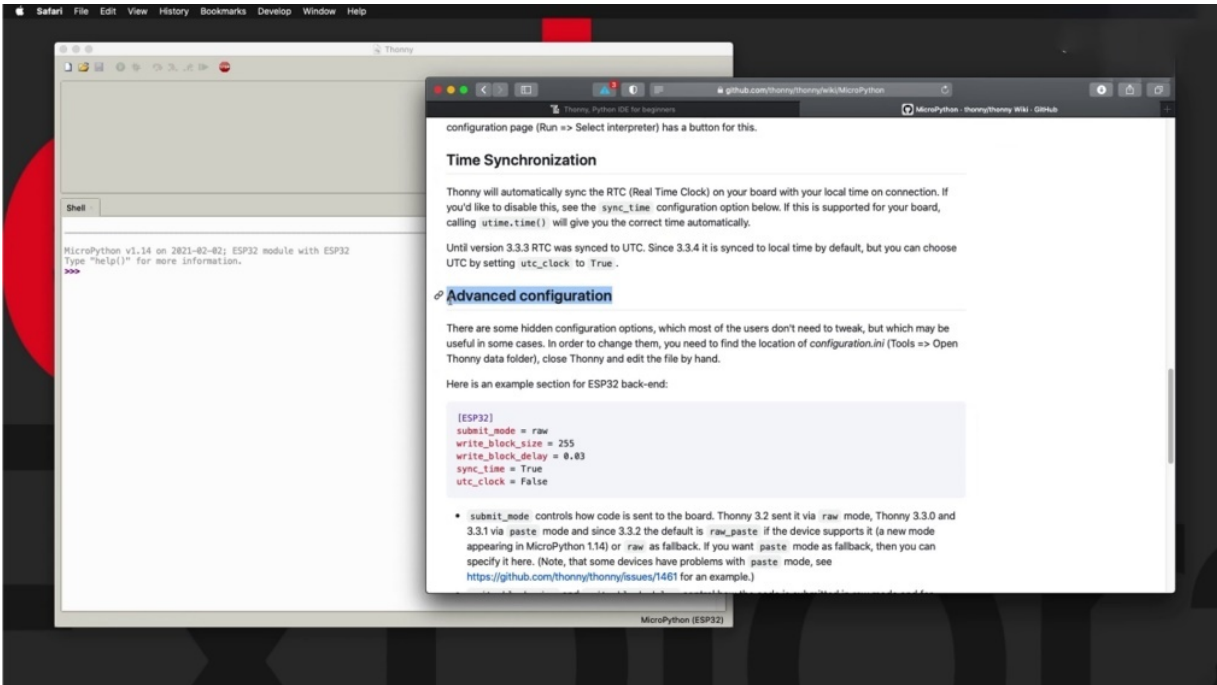 Safari File Edit View History Bookmarks Develop Window Help
Thonny
Shell
MicroPython v1.14 on 2021-02-02; ESP32 module with ESP32
Type "help()" for more information.
>>>
MicroPython (ESP32)
github.com/thonny/thonny/wiki/MicroPython
Thonny, Python IDE for beginners
MicroPython - thonny/thonny Wiki - GitHub
configuration page (Run => Select interpreter) has a button for this.
Time Synchronization
Thonny will automatically sync the RTC (Real Time Clock) on your board with your local time on connection. If
you'd like to disable this, see the sync_time configuration option below. If this is supported for your board,
calling utime.time() will give you the correct time automatically.
Until version 3.3.3 RTC was synced to UTC. Since 3.3.4 it is synced to local time by default, but you can choose
UTC by setting utc_clock to True .
Advanced configuration
There are some hidden configuration options, which most of the users don't need to tweak, but which may be
useful in some cases. In order to change them, you need to find the location of configuration.ini (Tools => Open
Thonny data folder), close Thonny and edit the file by hand.
Here is an example section for ESP32 back-end:
[ESP32]
submit_mode = raw
write_block_size = 255
write_block_delay = 0.03
sync_time = True
utc_clock = False
• submit_mode controls how code is sent to the board. Thonny 3.2 sent it via raw mode, Thonny 3.3.0 and
3.3.1 via paste mode and since 3.3.2 the default is raw_paste if the device supports it (a new mode
appearing in MicroPython 1.14) or raw as fallback. If you want paste mode as fallback, then you can
specify it here. (Note, that some devices have problems with paste mode, see
https://github.com/thonny/thonny/issues/1461 for an example.)